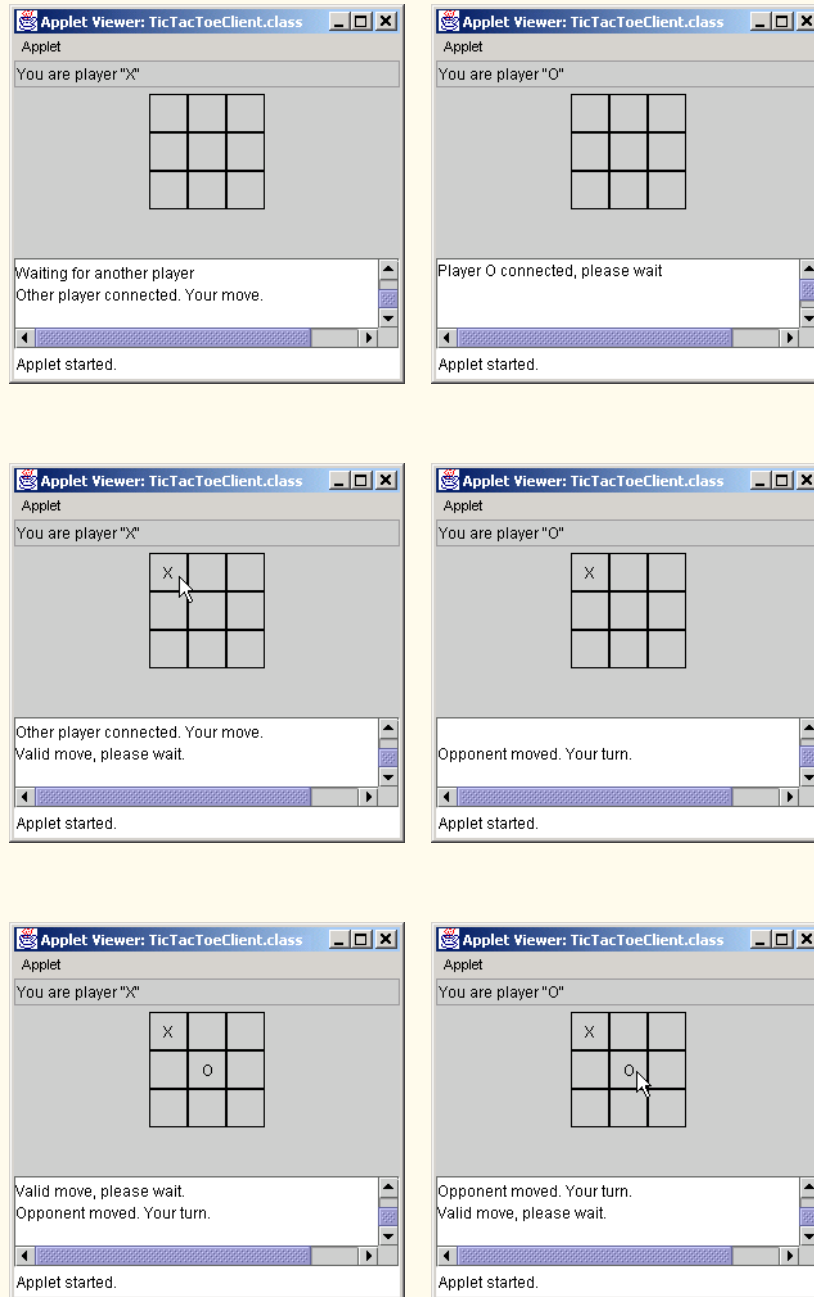 Applet Viewer: TicTacToeClient.class
Applet
You are player "X"
Waiting for another player
Other player connected. Your move.
Applet started.
Applet Viewer: TicTacToeClient.class
Applet
You are player "O"
Player O connected, please wait
Applet started.
Applet Viewer: TicTacToeClient.class
Applet
You are player "X"
X
Other player connected. Your move.
Valid move, please wait.
Applet started.
Applet Viewer: TicTacToeClient.class
Applet
You are player "O"
X
Opponent moved. Your turn.
Applet started.
Applet Viewer: TicTacToeClient.class
Applet
You are player "X"
X
O
Valid move, please wait.
Opponent moved. Your turn.
Applet started.
Applet Viewer: TicTacToeClient.class
Applet
You are player "O"
X
O
Opponent moved. Your turn.
Valid move, please wait.
Applet started.